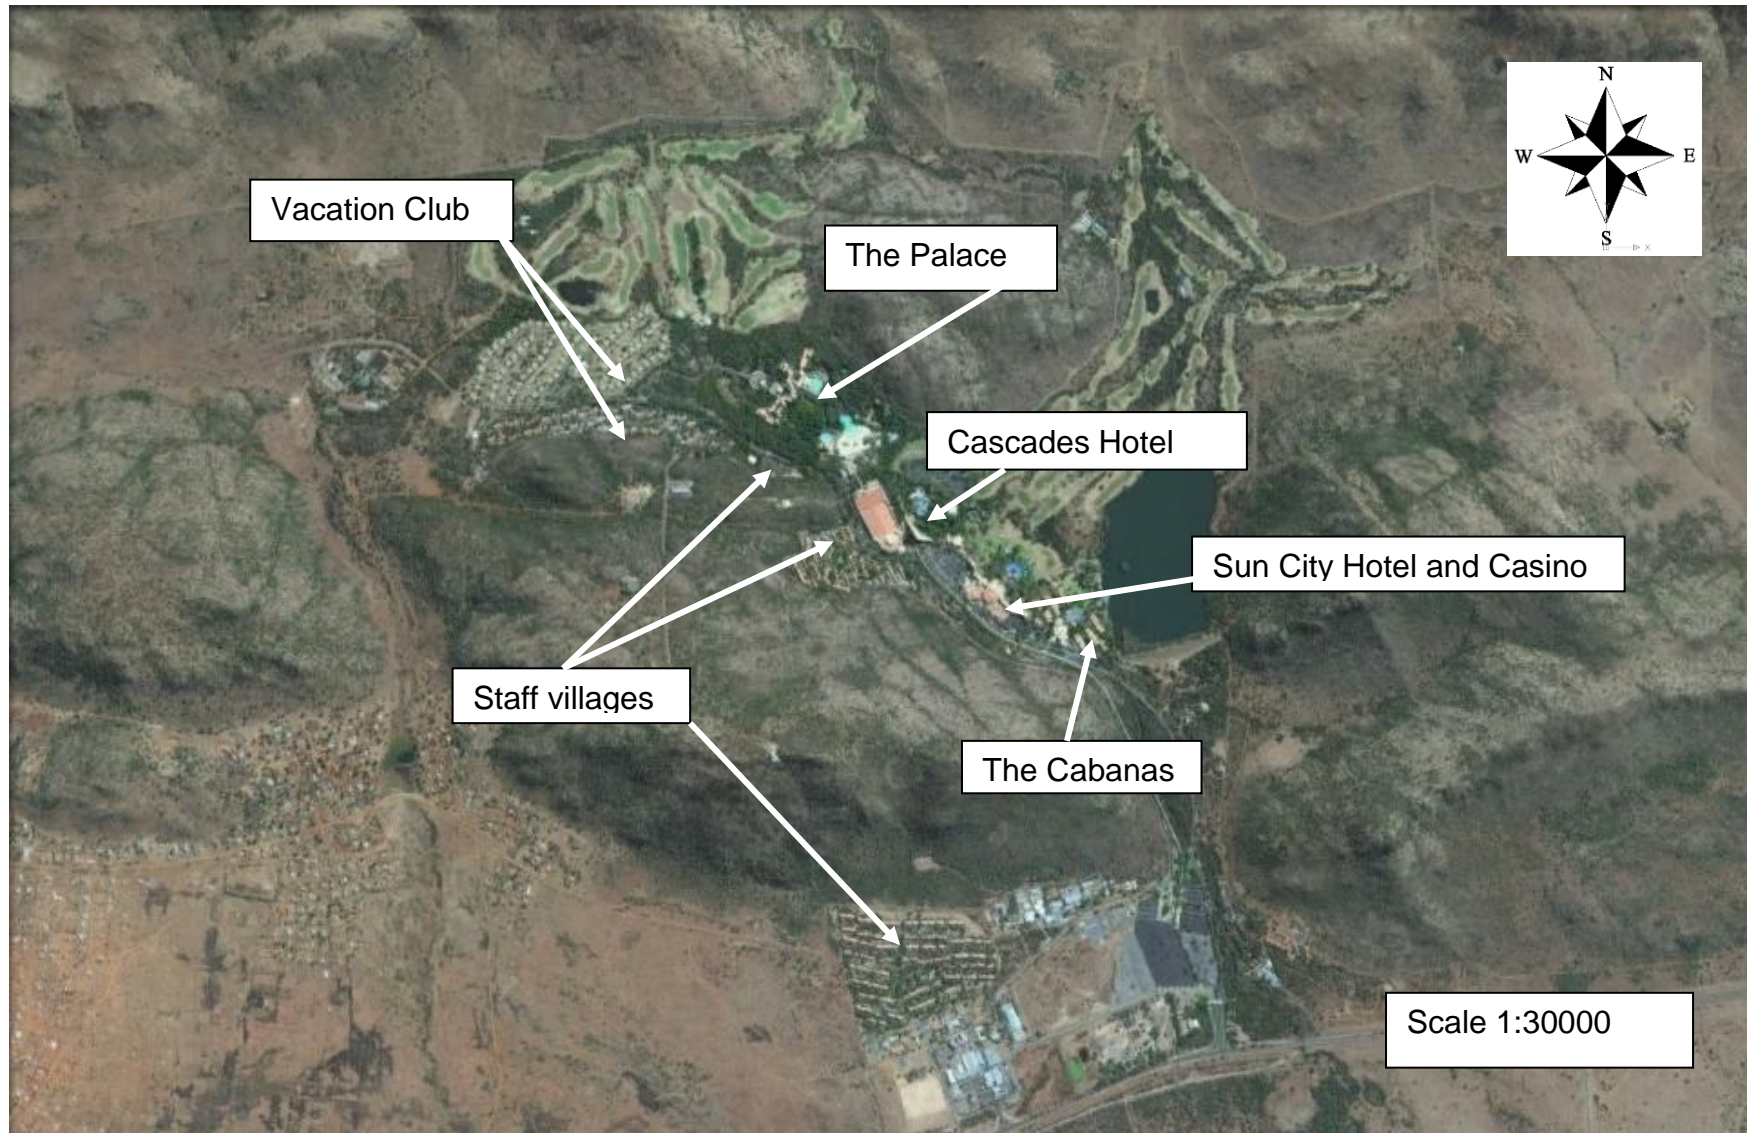 N
Vacation Club
W
E
The Palace
S
X
Cascades Hotel
Sun City Hotel and Casino
Staff villages
The Cabanas
Scale 1:30000